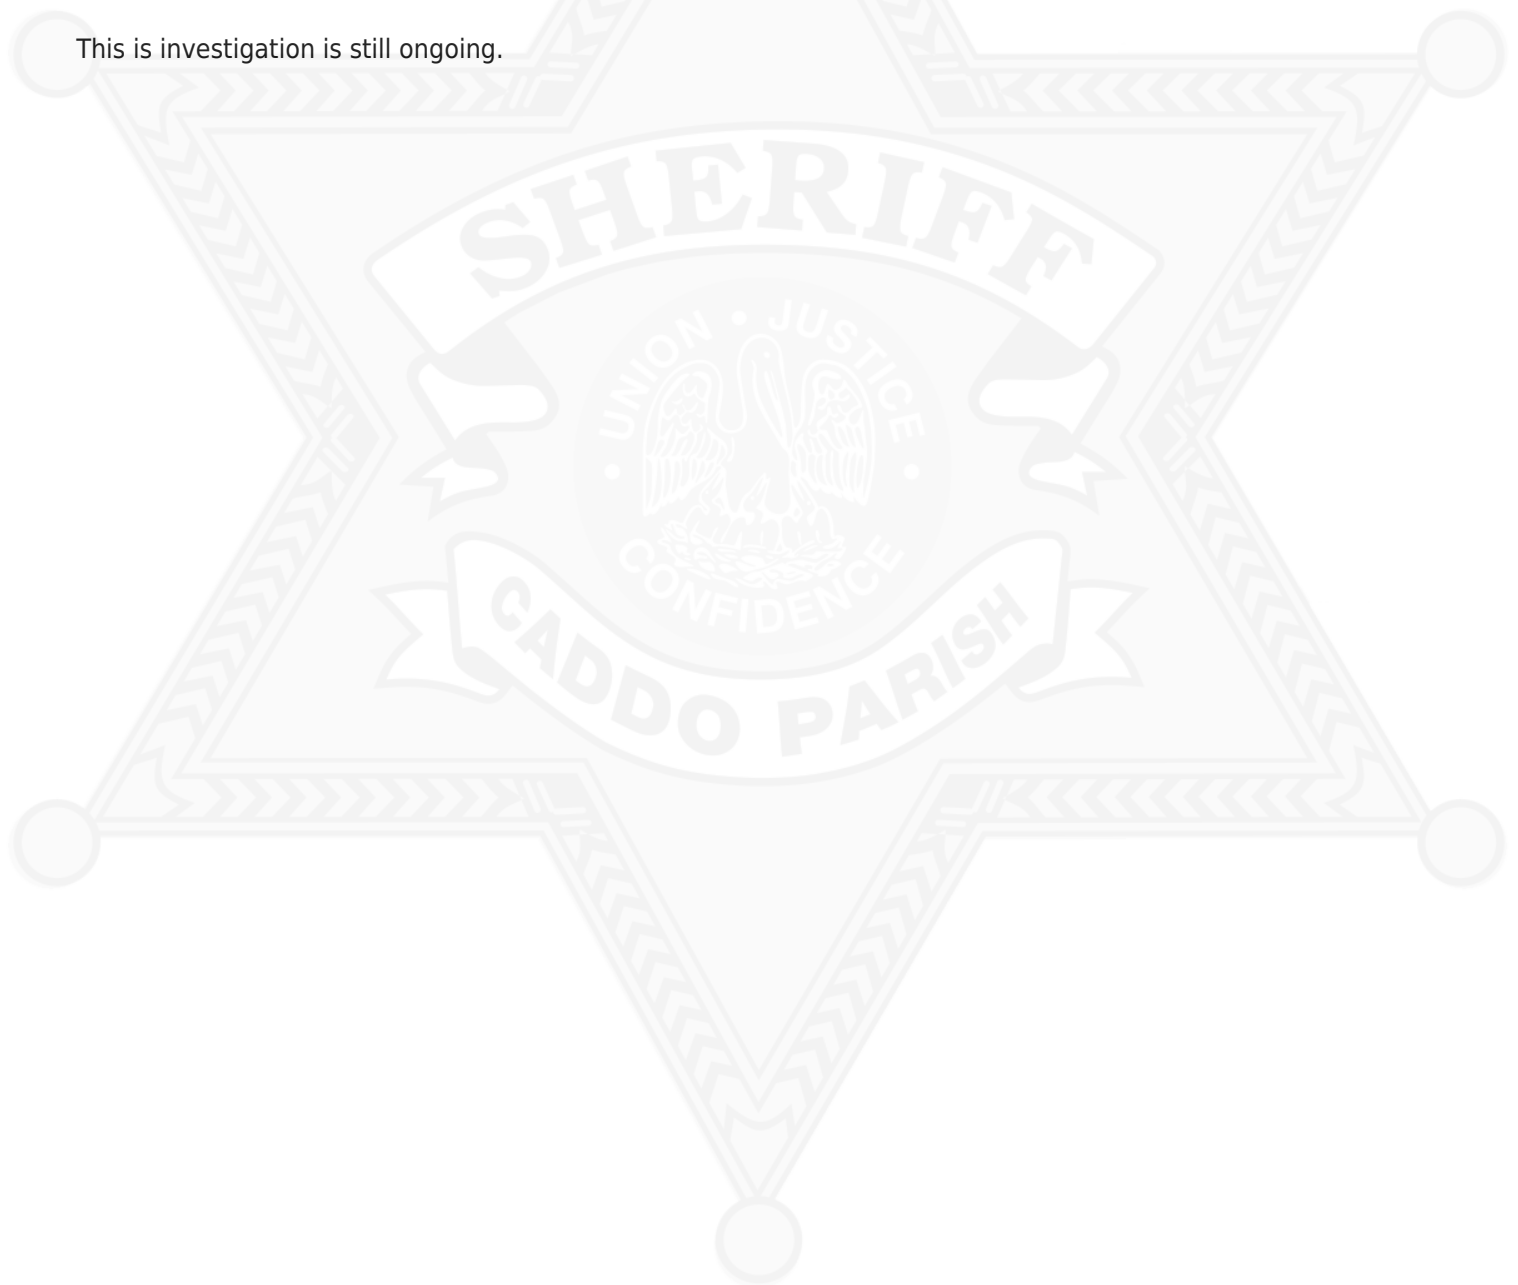 This is investigation is still ongoing.
SHERIFF
UNION • JUSTICE
CONFIDENCE
CADDO PARISH